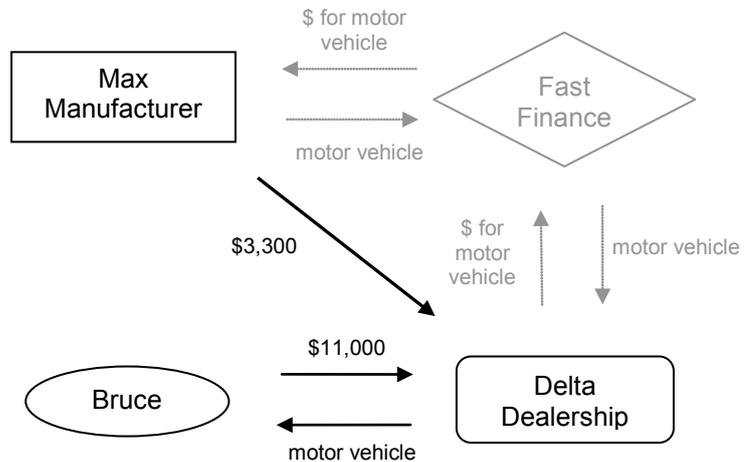 $ for motor
vehicle
Max
Manufacturer
Fast
Finance
motor vehicle
$3,300
$ for
motor
vehicle
motor vehicle
$11,000
Bruce
Delta
Dealership
motor vehicle